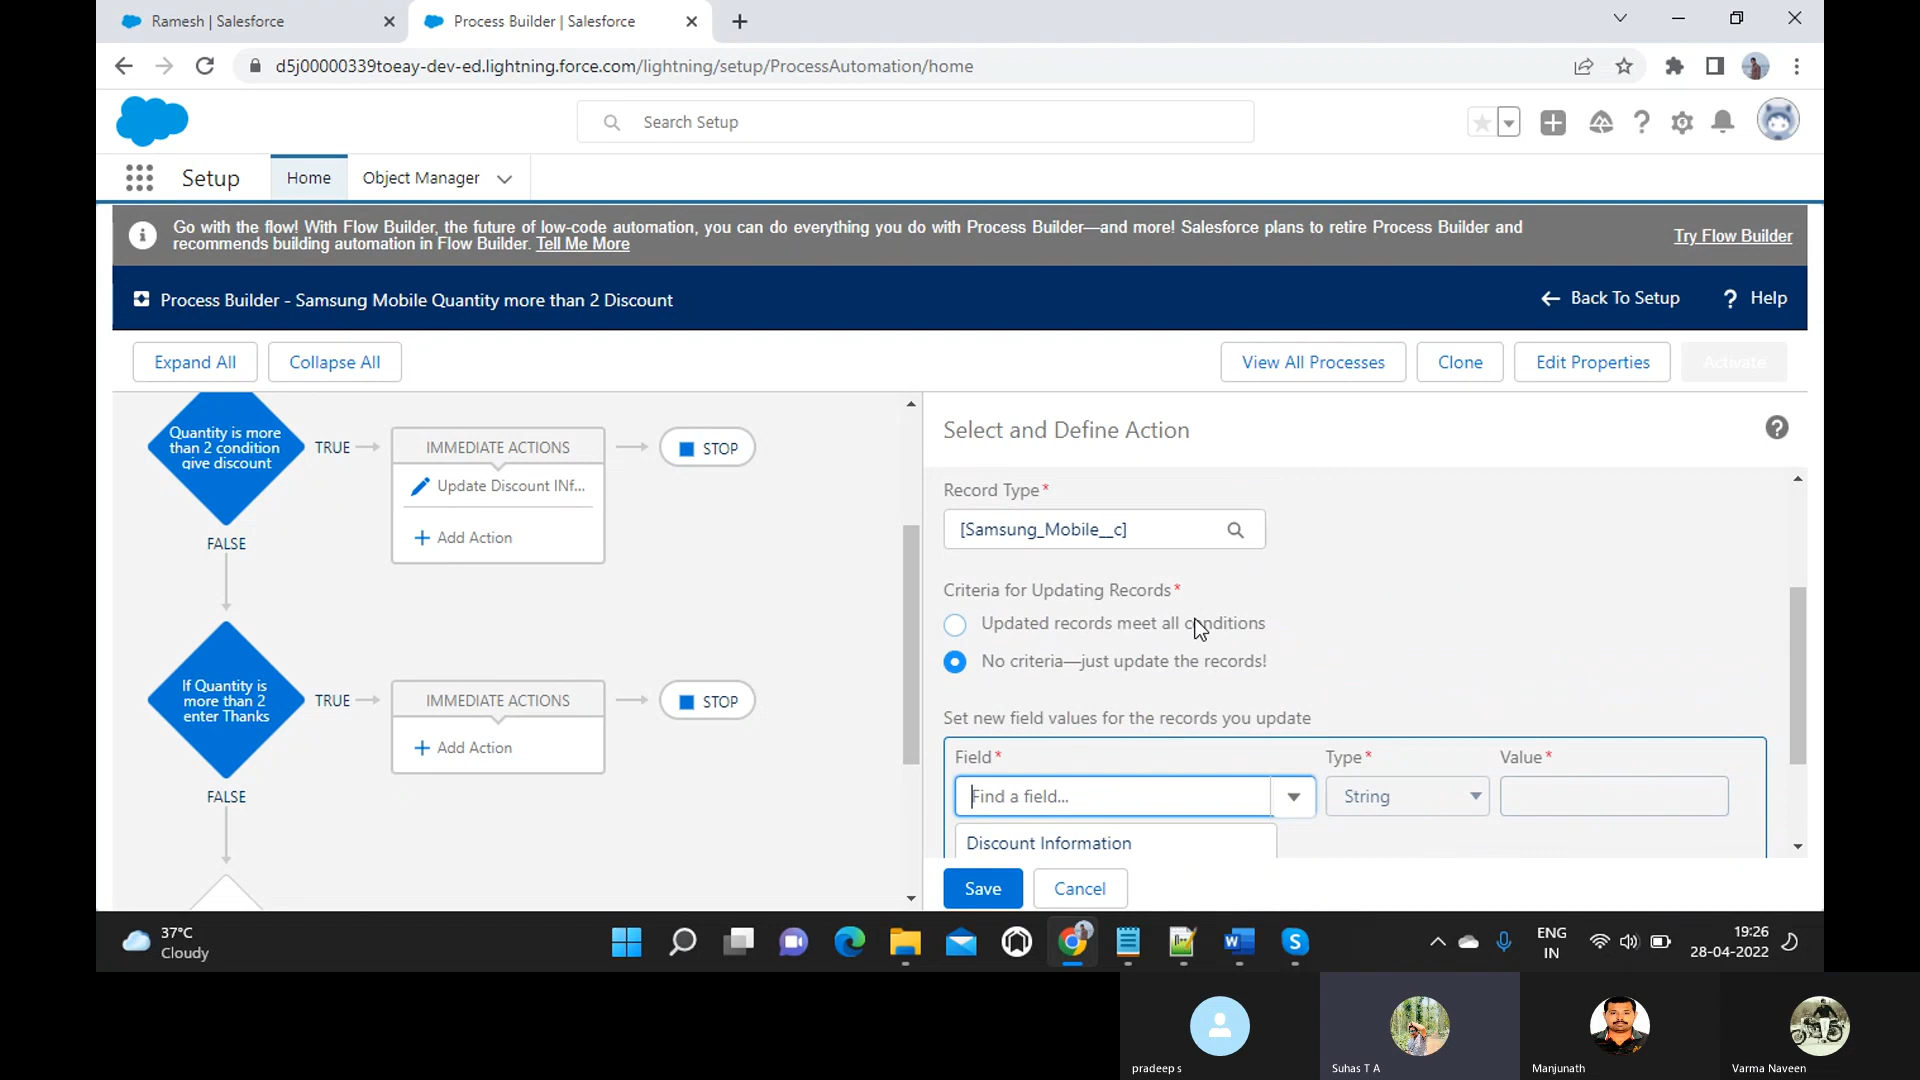 Ramesh | Salesforce
Process Builder | Salesforce
d5j00000339toeay-dev-ed.lightning.force.com/lightning/setup/ProcessAutomation/home
Search Setup
Setup
Home
Object Manager
Go with the flow! With Flow Builder, the future of low-code automation, you can do everything you do with Process Builder—and more! Salesforce plans to retire Process Builder and
recommends building automation in Flow Builder. Tell Me More
Try Flow Builder
Process Builder - Samsung Mobile Quantity more than 2 Discount
Back To Setup
? Help
Expand All
Collapse All
View All Processes
Clone
Edit Properties
Activate
Quantity is more
than 2 condition
give discount
TRUE
IMMEDIATE ACTIONS
STOP
Update Discount INf...
+ Add Action
FALSE
If Quantity is
more than 2
enter Thanks
TRUE
IMMEDIATE ACTIONS
STOP
+ Add Action
FALSE
Select and Define Action
Record Type*
[Samsung_Mobile__c]
Criteria for Updating Records*
Updated records meet all conditions
No criteria—just update the records!
Set new field values for the records you update
Field* Type* Value*
Find a field...
String
Discount Information
Save
Cancel
37°C
Cloudy
ENG
IN
19:26
28-04-2022
pradeep s
Suhas T A
Manjunath
Varma Naveen